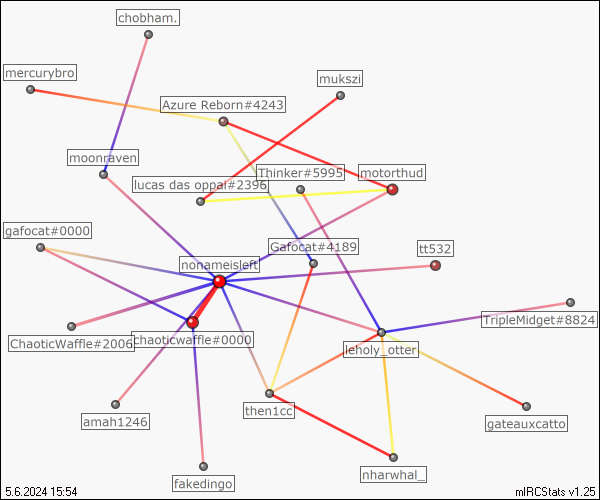 chobham.
mercurybro
mukszi
Azure Reborn#4243
moonraven
Thinker#5995
motorthud
lucas das oppai#2396
gafocat#0000
Gafocat#4189
tt532
nonameisleft
TripleMidget#8824
ChaoticWaffle#2006
chaoticwaffle#0000
leholy_otter
then1cc
amah1246
gateauxcatto
nharwhal_
fakedingo
5.6.2024 15:54
mIRCStats v1.25